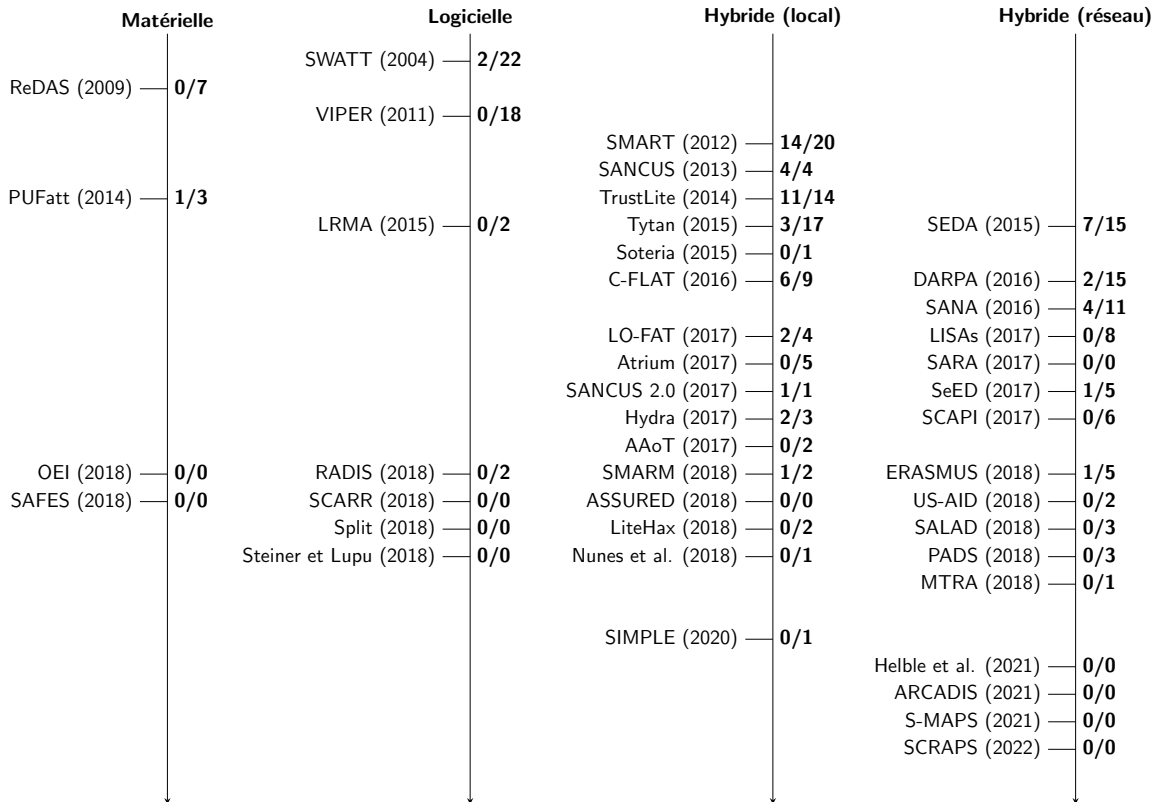 Matérielle
ReDAS (2009) 0/7
PUFatt (2014) 1/3
OEI (2018) 0/0
SAFES (2018) 0/0
Logicielle
SWATT (2004) 2/22
VIPER (2011) 0/18
LRMA (2015) 0/2
RADIS (2018) 0/2
SCARR (2018) 0/0
Split (2018) 0/0
Steiner et Lupu (2018) 0/0
Hybride (local)
SMART (2012) 14/20
SANCUS (2013) 4/4
TrustLite (2014) 11/14
Tytan (2015) 3/17
Soteria (2015) 0/1
C-FLAT (2016) 6/9
LO-FAT (2017) 2/4
Atrium (2017) 0/5
SANCUS 2.0 (2017) 1/1
Hydra (2017) 2/3
AAoT (2017) 0/2
SMARM (2018) 1/2
ASSURED (2018) 0/0
LiteHax (2018) 0/2
Nunes et al. (2018) 0/1
SIMPLE (2020) 0/1
Hybride (réseau)
SEDA (2015) 7/15
DARPA (2016) 2/15
SANA (2016) 4/11
LISAs (2017) 0/8
SARA (2017) 0/0
SeED (2017) 1/5
SCAPI (2017) 0/6
ERASMUS (2018) 1/5
US-AID (2018) 0/2
SALAD (2018) 0/3
PADS (2018) 0/3
MTRA (2018) 0/1
Helble et al. (2021) 0/0
ARCADIS (2021) 0/0
S-MAPS (2021) 0/0
SCRAPS (2022) 0/0